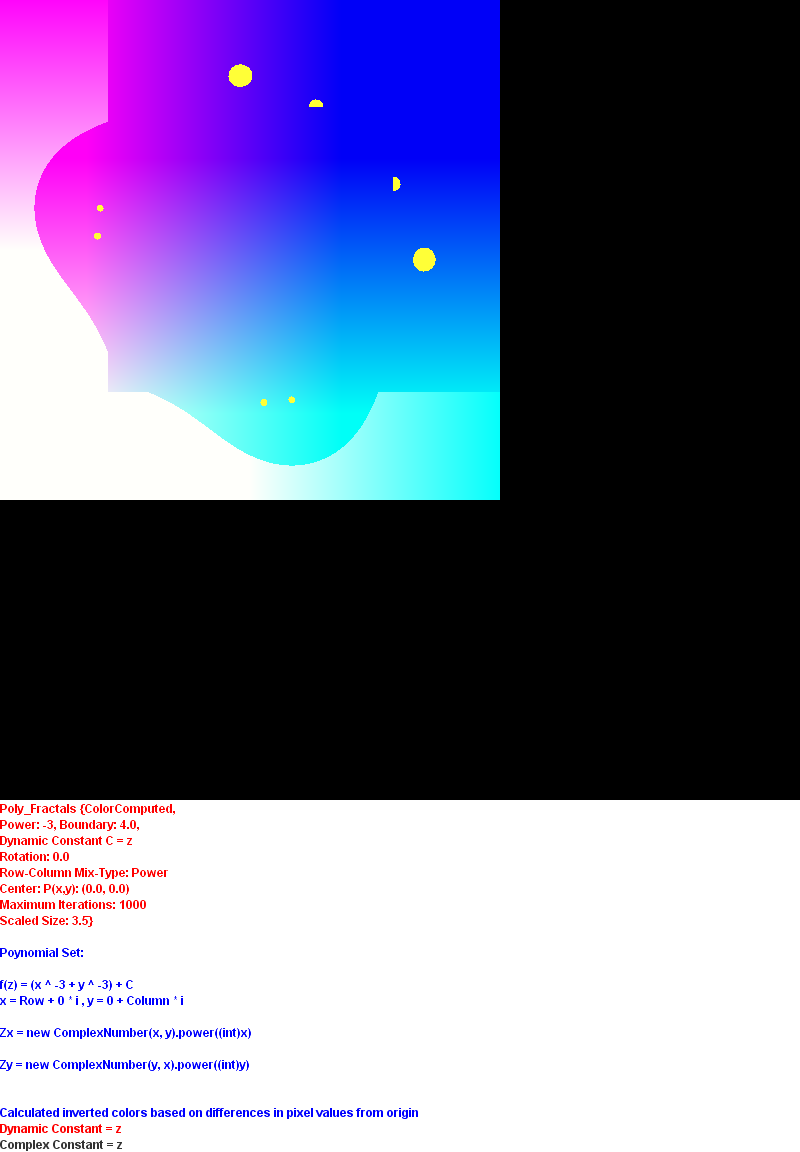 Poly_Fractals {ColorComputed,
Power: -3, Boundary: 4.0,
Dynamic Constant C = z
Rotation: 0.0
Row-Column Mix-Type: Power
Center: P(x,y): (0.0, 0.0)
Maximum Iterations: 1000
Scaled Size: 3.5}
Poynomial Set:
f(z) = (x ^ -3 + y ^ -3) + C
x = Row + 0 * i , y = 0 + Column * i
Zx = new ComplexNumber(x, y).power((int)x)
Zy = new ComplexNumber(y, x).power((int)y)
Calculated inverted colors based on differences in pixel values from origin
Dynamic Constant = z
Complex Constant = z